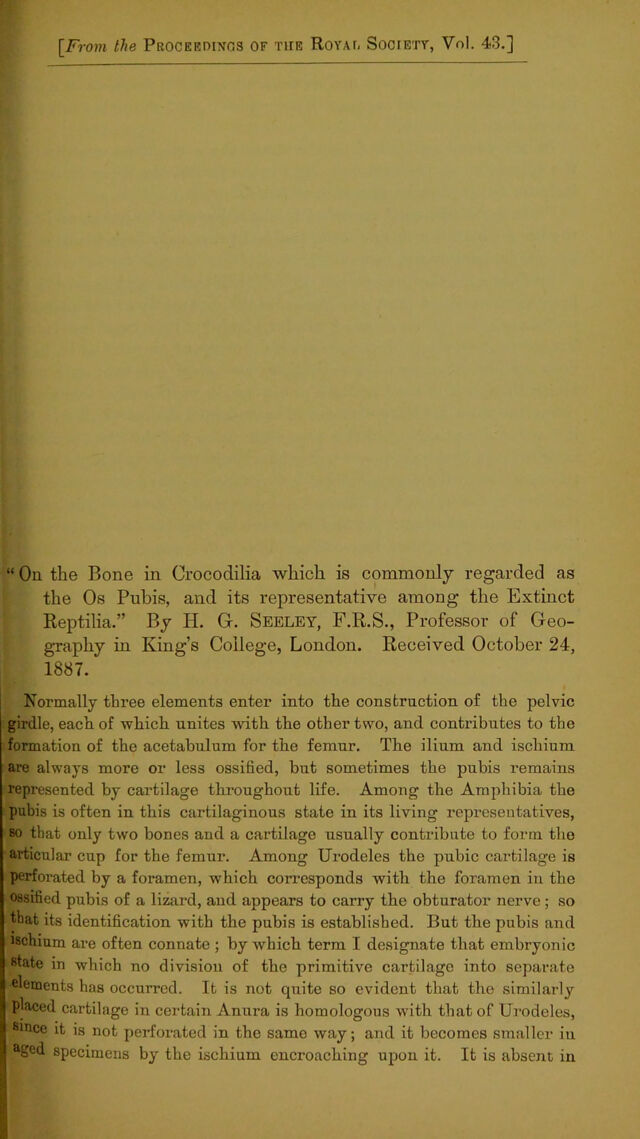 [From the Proceedings of the Royal Society, Vol. 43.]
“On the Bone in Crocodilia which is commonly regarded as
the Os Pubis, and its representative among the Extinct
Reptilia.” By H. G. Seeley, F.R.S., Professor of Geo-
graphy in King’s College, London. Received October 24,
1887.
Normally three elements enter into the construction of the pelvic
girdle, each of which unites with the other two, and contributes to the
formation of the acetabulum for the femur. The ilium and ischium
are always more or less ossified, but sometimes the pubis remains
represented by cartilage throughout life. Among the Amphibia the
pubis is often in this cartilaginous state in its living representatives,
so that only two bones and a cartilage usually contribute to form the
articular cup for the femur. Among Urodeles the pubic cartilage is
perforated by a foramen, which corresponds with the foramen in the
ossified pubis of a lizard, and appears to carry the obturator nerve; so
that its identification with the pubis is established. But the pubis and
ischium are often connate; by which term I designate that embryonic
state in which no division of the primitive cartilage into separate
elements has occurred. It is not quite so evident that the similarly
placed cartilage in certain Anura is homologous with that of Urodeles,
since it is not perforated in the same way; and it becomes smaller in
aged specimens by the ischium encroaching upon it. It is absent in